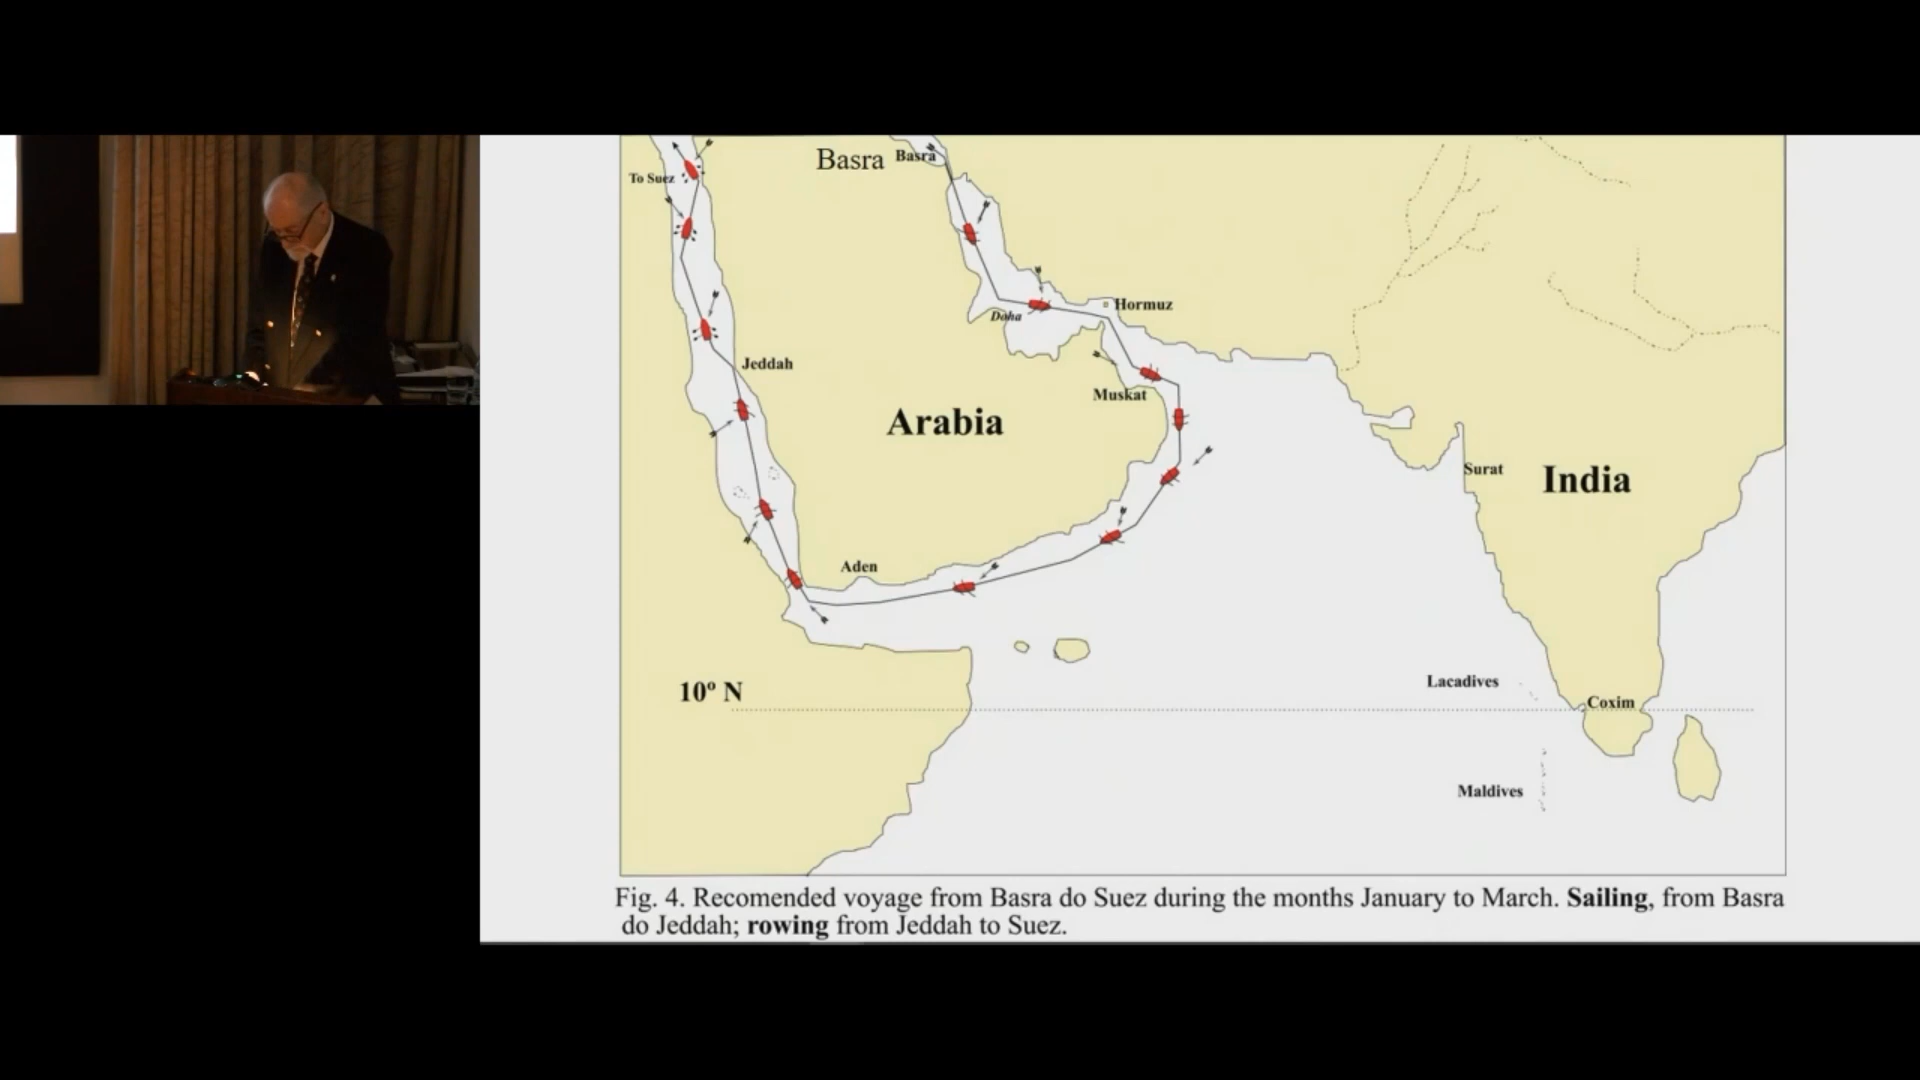 Basra
Basra
To Suez
Hormuz
Doha
Jeddah
Muskat
Arabia
Surat
India
Aden
Lacadives
10º N
Coxim
Maldives
Fig. 4. Recomended voyage from Basra do Suez during the months January to March. Sailing, from Basra
do Jeddah; rowing from Jeddah to Suez.